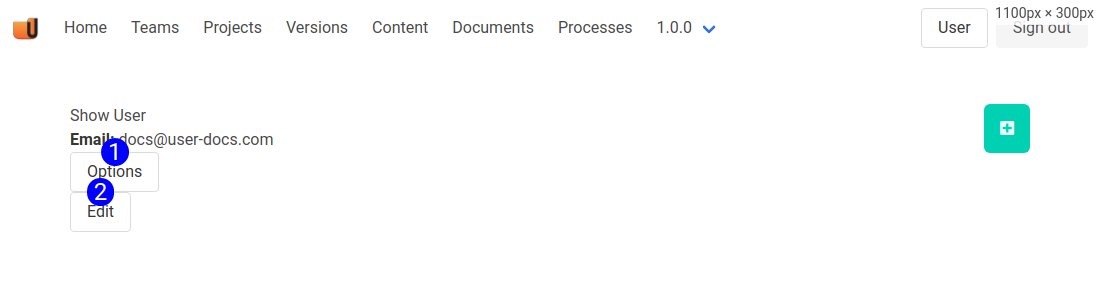 Home Teams Projects Versions Content Documents Processes 1.0.0 User Sign out
1100px × 300px
Show User
Email: docs@user-docs.com
1
Options
2
Edit